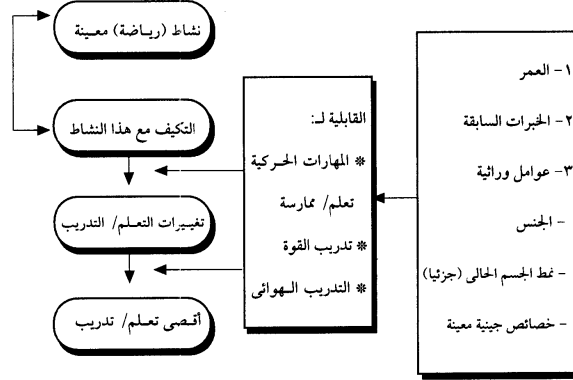 ١- العمر
٢- الخبرات السابقة
٣- عوامل وراثية
- الجنس
- نمط الجسم الحالى (جزئيا)
- خصائص جينية معينة
القابلية لـ:
* المهارات الحركية
تعلم/ ممارسة
* تدريب القوة
* التدريب الهوائى
نشاط (رياضة) معينة
التكيف مع هذا النشاط
تغييرات التعلم/ التدريب
أقصى تعلم/ تدريب